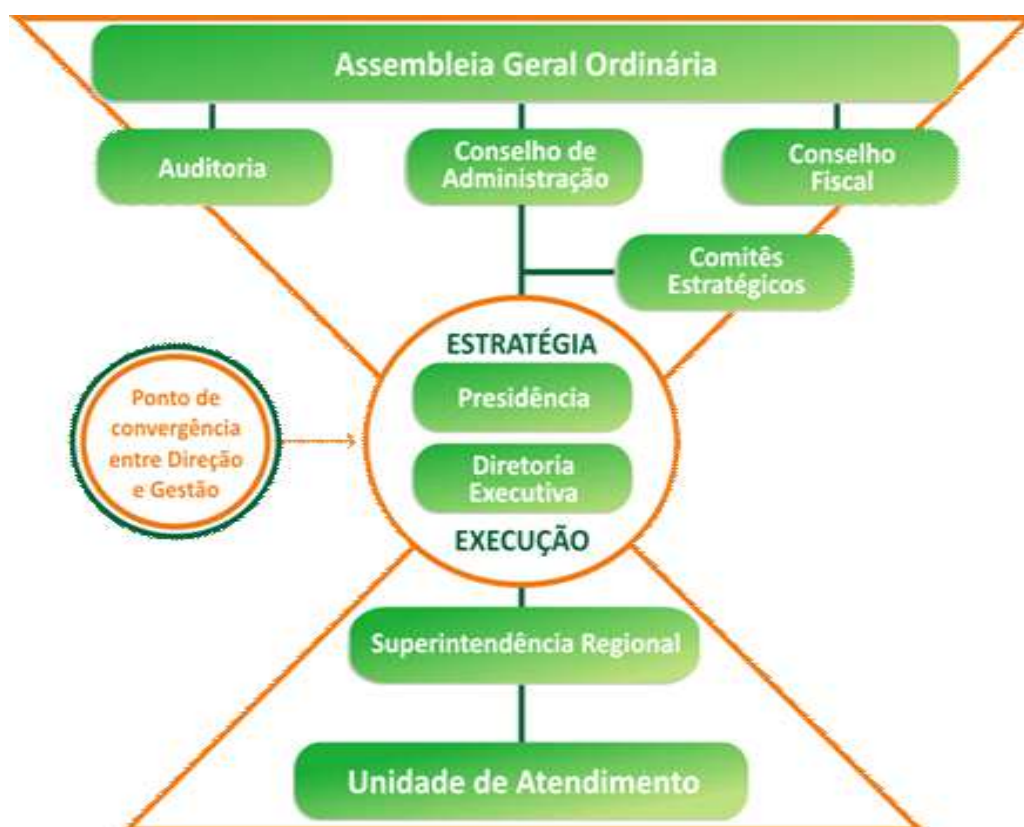 Assembleia Geral Ordinária
Auditoria
Conselho de
Administração
Conselho
Fiscal
Comitês
Estratégicos
ESTRATÉGIA
Presidência
Diretoria
Executiva
EXECUÇÃO
Ponto de
convergência
entre Direção
e Gestão
Superintendência Regional
Unidade de Atendimento